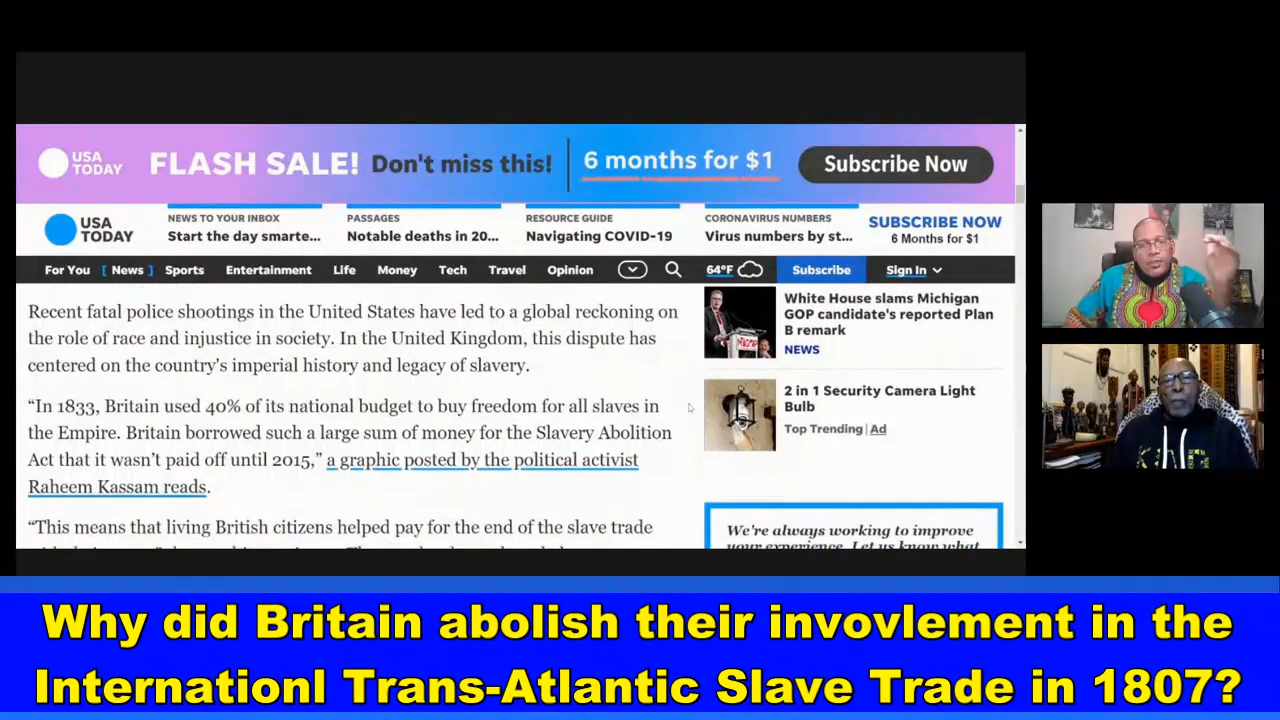 USA
TODAY
FLASH SALE! Don't miss this! 6 months for $1 Subscribe Now
USA
TODAY
NEWS TO YOUR INBOX
Start the day smarte...
PASSAGES
Notable deaths in 20...
RESOURCE GUIDE
Navigating COVID-19
CORONAVIRUS NUMBERS
Virus numbers by st...
SUBSCRIBE NOW
6 Months for $1
For You [ News ] Sports Entertainment Life Money Tech Travel Opinion 64°F Subscribe Sign In
Recent fatal police shootings in the United States have led to a global reckoning on
the role of race and injustice in society. In the United Kingdom, this dispute has
centered on the country's imperial history and legacy of slavery.
“In 1833, Britain used 40% of its national budget to buy freedom for all slaves in
the Empire. Britain borrowed such a large sum of money for the Slavery Abolition
Act that it wasn’t paid off until 2015,” a graphic posted by the political activist
Raheem Kassam reads.
“This means that living British citizens helped pay for the end of the slave trade
White House slams Michigan
GOP candidate's reported Plan
B remark
NEWS
2 in 1 Security Camera Light
Bulb
Top Trending | Ad
We're always working to improve
your experience. Let us know what
Why did Britain abolish their invovlement in the
Internationl Trans-Atlantic Slave Trade in 1807?